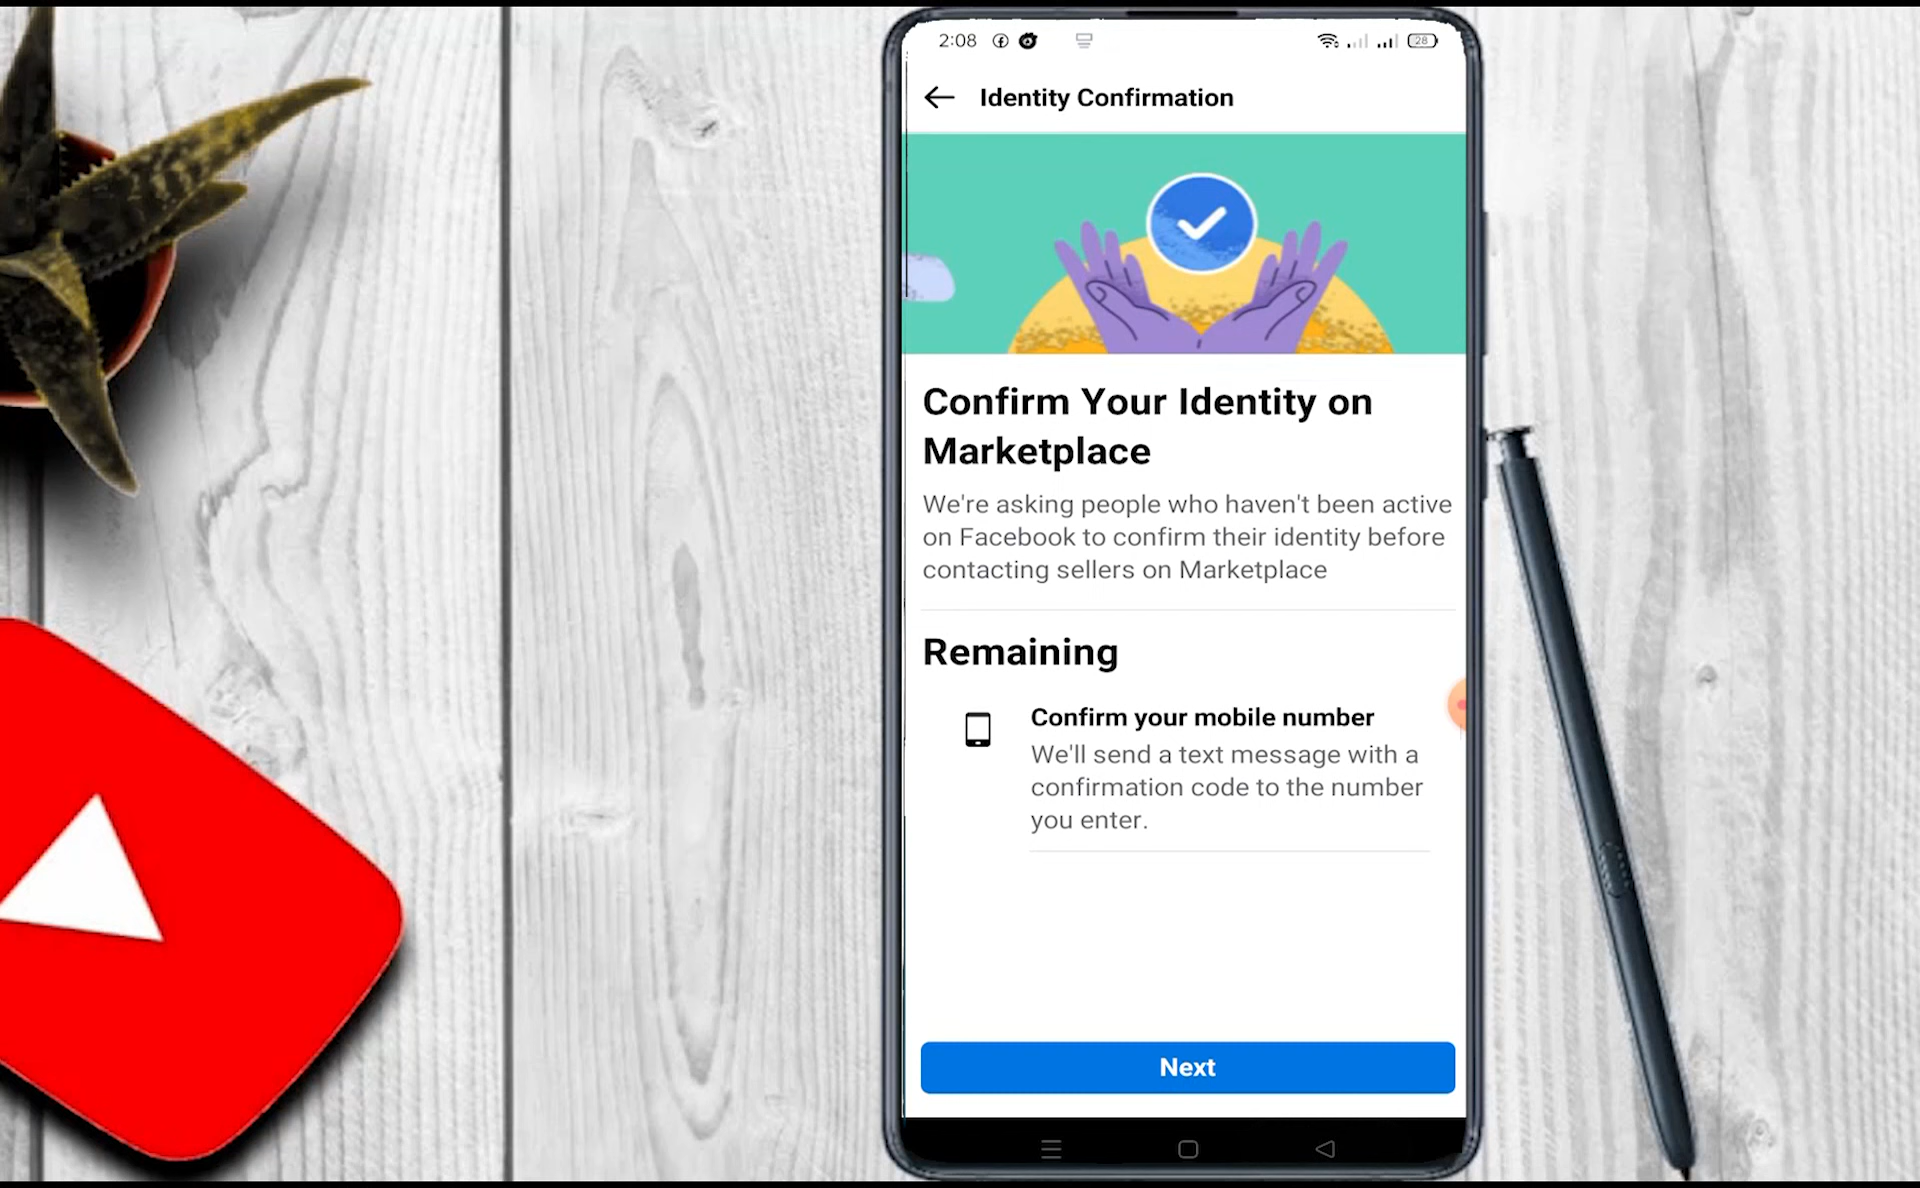 2:08
28
Identity Confirmation
Confirm Your Identity on
Marketplace
We're asking people who haven't been active
on Facebook to confirm their identity before
contacting sellers on Marketplace
Remaining
Confirm your mobile number
We'll send a text message with a
confirmation code to the number
you enter.
Next